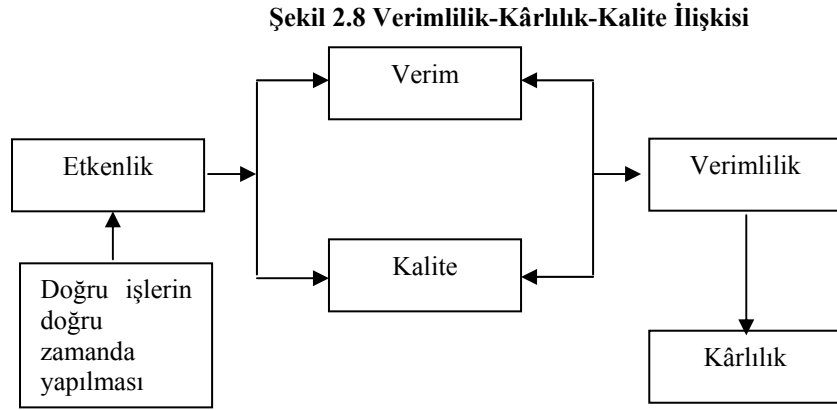 Şekil 2.8 Verimlilik-Kârlılık-Kalite İlişkisi
Verim
Etkenlik
Verimlilik
Kalite
Doğru işlerin
doğru
zamanda
yapılması
Kârlılık